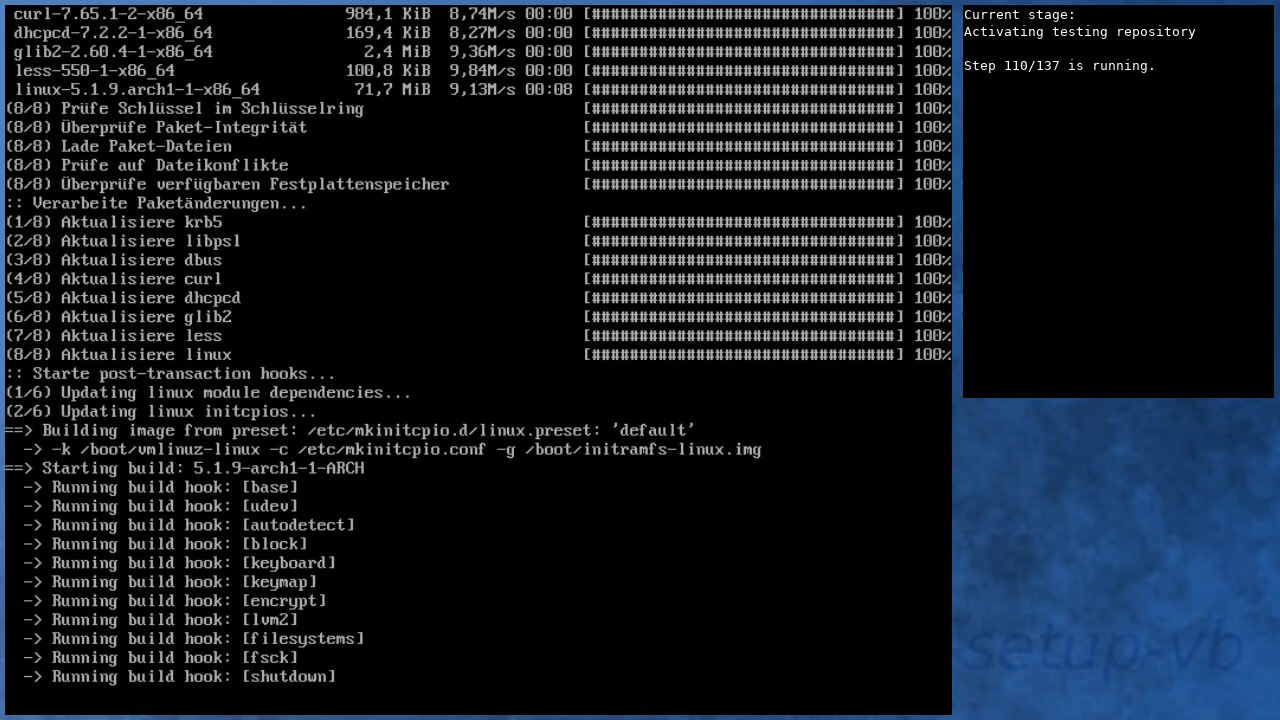 curl-7.65.1-2-x86_64 984,1 KiB 8,74M/s 00:00 [################################] 100%
dhcpcd-7.2.2-1-x86_64 169,4 KiB 8,27M/s 00:00 [################################] 100%
glib2-2.60.4-1-x86_64 2,4 MiB 9,36M/s 00:00 [################################] 100%
less-550-1-x86_64 100,8 KiB 9,84M/s 00:00 [################################] 100%
linux-5.1.9.arch1-1-x86_64 71,7 MiB 9,13M/s 00:08 [################################] 100%
(8/8) Prüfe Schlüssel im Schlüsselring [################################] 100%
(8/8) Überprüfe Paket-Integrität [################################] 100%
(8/8) Lade Paket-Dateien [################################] 100%
(8/8) Prüfe auf Dateikonflikte [################################] 100%
(8/8) Überprüfe verfügbaren Festplattenspeicher [################################] 100%
:: Verarbeite Paketänderungen...
(1/8) Aktualisiere krb5 [################################] 100%
(2/8) Aktualisiere libpsl [################################] 100%
(3/8) Aktualisiere dbus [################################] 100%
(4/8) Aktualisiere curl [################################] 100%
(5/8) Aktualisiere dhcpcd [################################] 100%
(6/8) Aktualisiere glib2 [################################] 100%
(7/8) Aktualisiere less [################################] 100%
(8/8) Aktualisiere linux [################################] 100%
:: Starte post-transaction hooks...
(1/6) Updating linux module dependencies...
(2/6) Updating linux initcpios...
==> Building image from preset: /etc/mkinitcpio.d/linux.preset: 'default'
-> -k /boot/vmlinuz-linux -c /etc/mkinitcpio.conf -g /boot/initramfs-linux.img
==> Starting build: 5.1.9-arch1-1-ARCH
-> Running build hook: [base]
-> Running build hook: [udev]
-> Running build hook: [autodetect]
-> Running build hook: [block]
-> Running build hook: [keyboard]
-> Running build hook: [keymap]
-> Running build hook: [encrypt]
-> Running build hook: [lvm2]
-> Running build hook: [filesystems]
-> Running build hook: [fsck]
-> Running build hook: [shutdown]
Current stage:
Activating testing repository
Step 110/137 is running.
setup-vb